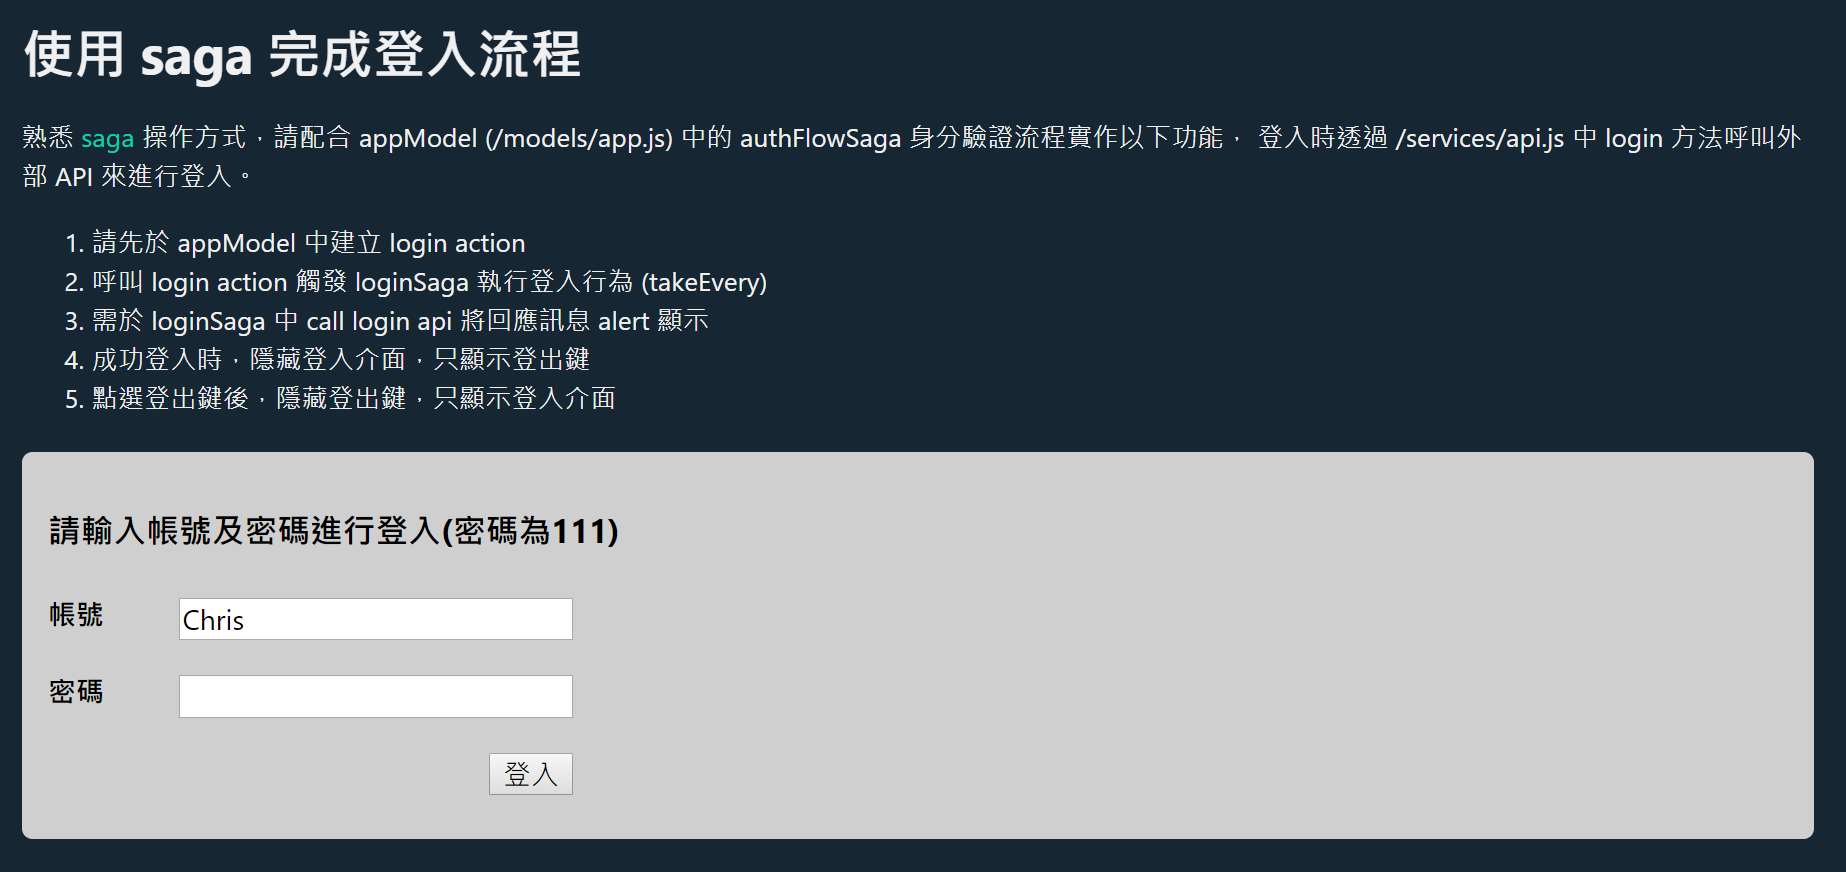 使用 saga 完成登入流程
熟悉 saga 操作方式，請配合 appModel (/models/app.js) 中的 authFlowSaga 身分驗證流程實作以下功能， 登入時透過 /services/api.js 中 login 方法呼叫外
部 API 來進行登入。
1. 請先於 appModel 中建立 login action
2. 呼叫 login action 觸發 loginSaga 執行登入行為 (takeEvery)
3. 需於 loginSaga 中 call login api 將回應訊息 alert 顯示
4. 成功登入時，隱藏登入介面，只顯示登出鍵
5. 點選登出鍵後，隱藏登出鍵，只顯示登入介面
請輸入帳號及密碼進行登入(密碼為111)
帳號 Chris
密碼
登入